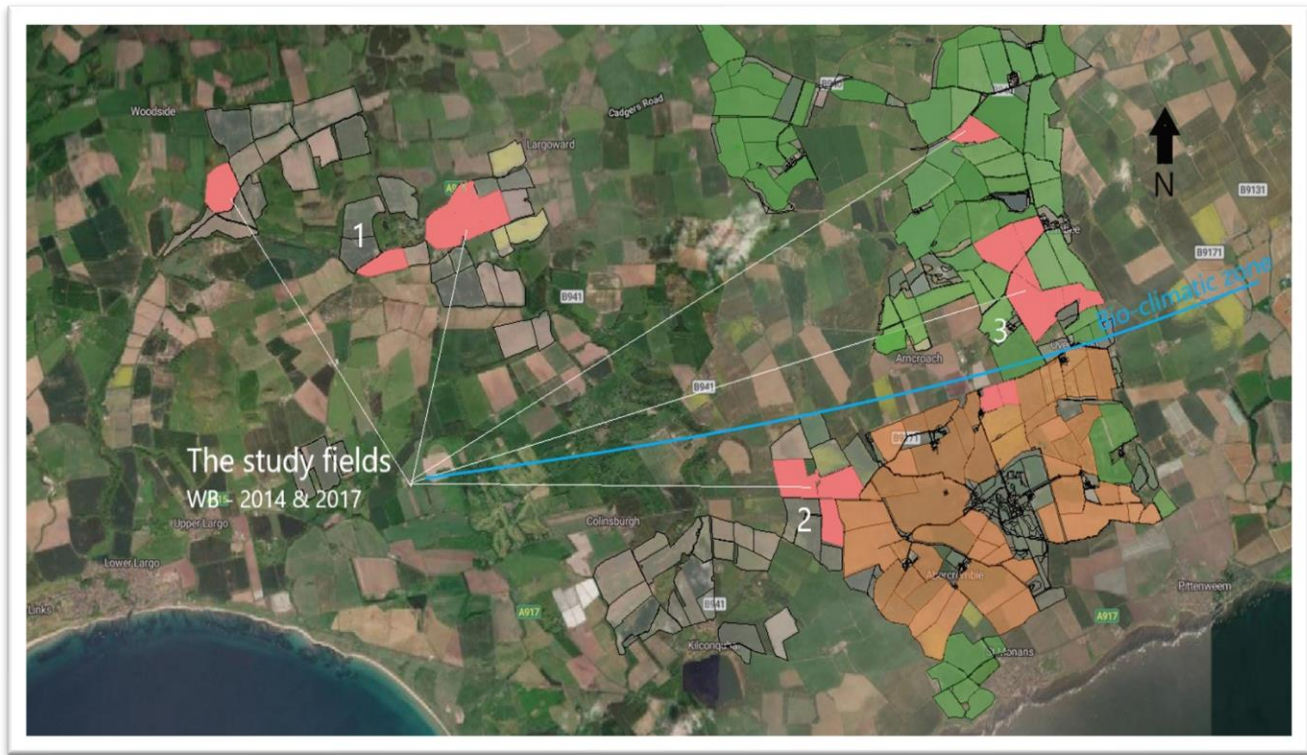 Woodside
Cadgers Road
Largoward
N
B9131
1
B9171
Bio-climatic zone
B941
3
Arncroach
B941
The study fields
WB - 2014 & 2017
2
Upper Largo
Colinsburgh
Lower Largo
Abercrombie
Pittenweem
Links
A917
B941
A917